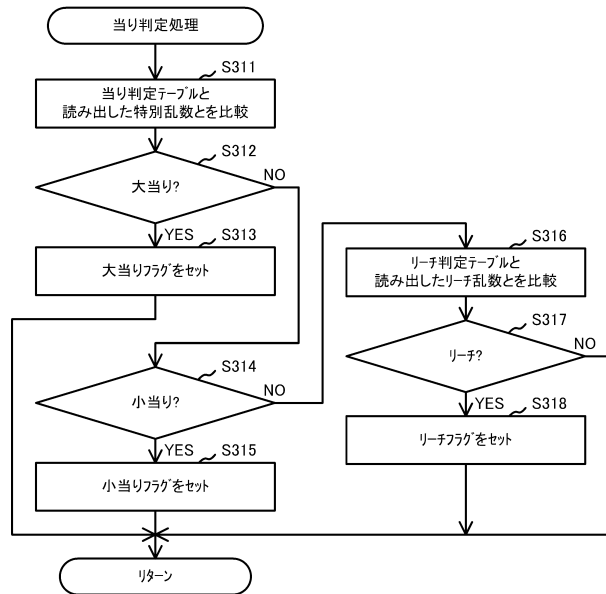 当り判定処理
S311
当り判定テーブルと
読み出した特別乱数とを比較
S312
大当り?
NO
YES
S313
大当りフラグをセット
S314
小当り?
NO
YES
S315
小当りフラグをセット
S316
リーチ判定テーブルと
読み出したリーチ乱数とを比較
S317
リーチ?
NO
YES
S318
リーチフラグをセット
リターン